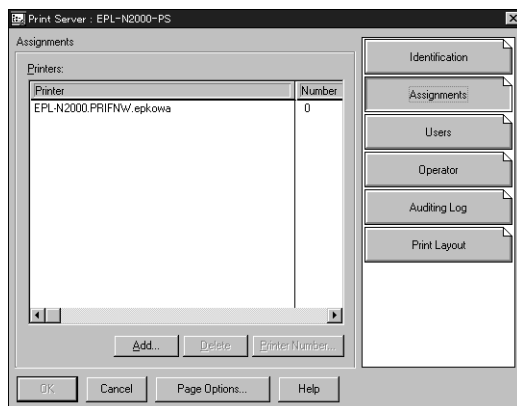 Print Server : EPL-N2000-PS
Assignments
Printers:
Printer Number
EPL-N2000.PRIFNW.epkowa 0
Add... Delete Printer Number...
OK Cancel Page Options... Help
Identification
Assignments
Users
Operator
Auditing Log
Print Layout